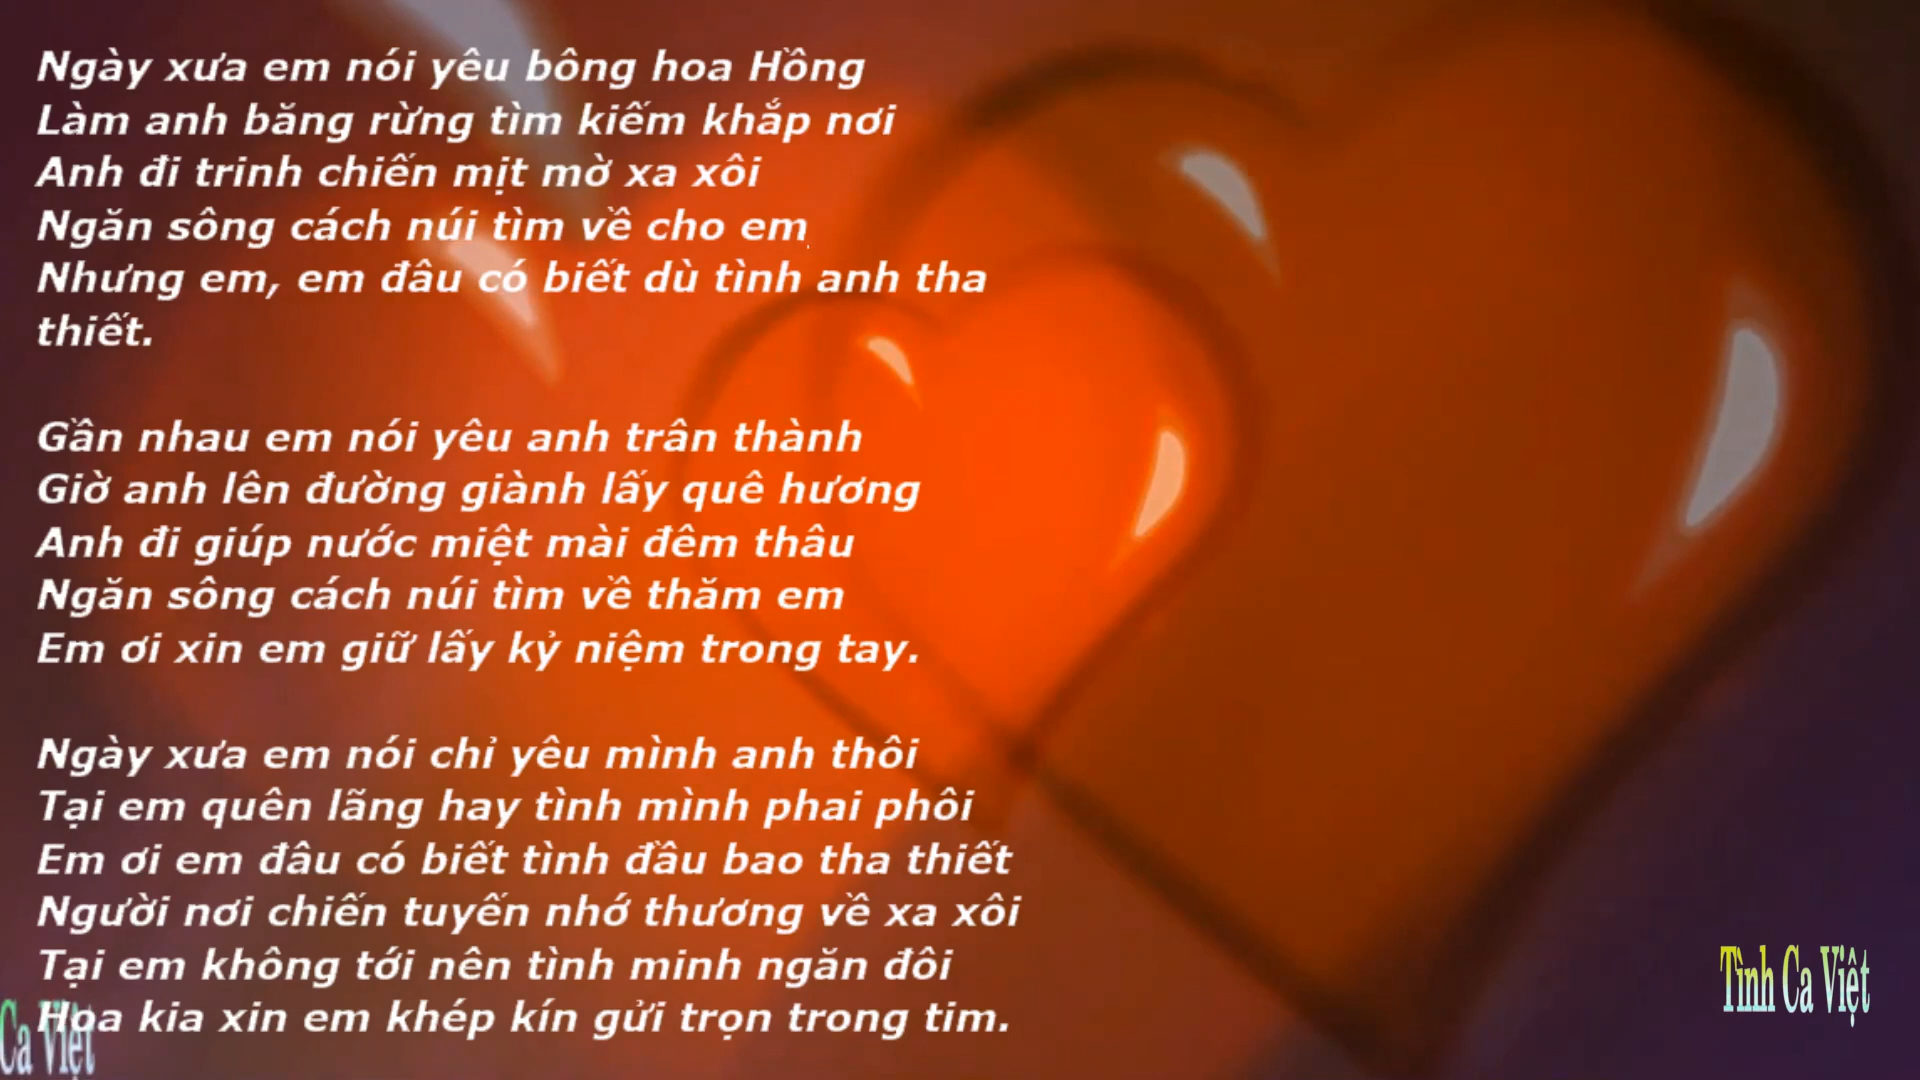 Ngày xưa em nói yêu bông hoa Hồng
Làm anh băng rừng tìm kiếm khắp nơi
Anh đi trinh chiến mịt mờ xa xôi
Ngăn sông cách núi tìm về cho em
Nhưng em, em đâu có biết dù tình anh tha
thiết.
Gần nhau em nói yêu anh trân thành
Giờ anh lên đường giành lấy quê hương
Anh đi giúp nước miệt mài đêm thâu
Ngăn sông cách núi tìm về thăm em
Em ơi xin em giữ lấy kỷ niệm trong tay.
Ngày xưa em nói chỉ yêu mình anh thôi
Tại em quên lãng hay tình mình phai phôi
Em ơi em đâu có biết tình đầu bao tha thiết
Người nơi chiến tuyến nhớ thương về xa xôi
Tại em không tới nên tình minh ngăn đôi
Hoa kia xin em khép kín gửi trọn trong tim.
Tình Ca Việt
Ca Việt